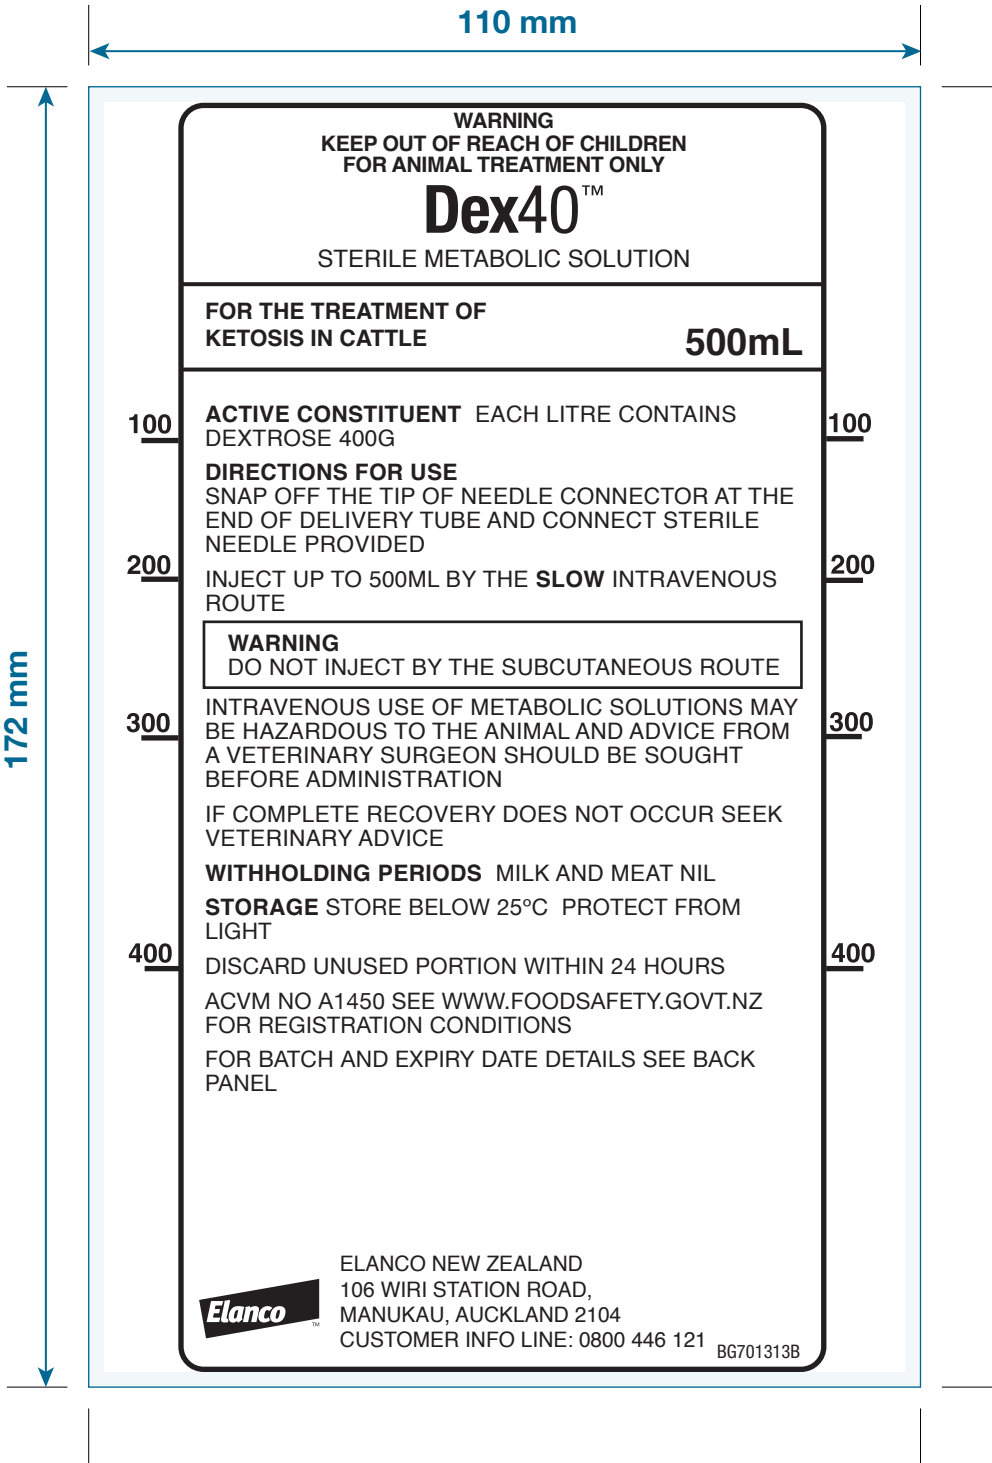 110 mm
172 mm
WARNING
KEEP OUT OF REACH OF CHILDREN
FOR ANIMAL TREATMENT ONLY
Dex40™
STERILE METABOLIC SOLUTION
FOR THE TREATMENT OF
KETOSIS IN CATTLE
500mL
100
100
ACTIVE CONSTITUENT EACH LITRE CONTAINS
DEXTROSE 400G
DIRECTIONS FOR USE
SNAP OFF THE TIP OF NEEDLE CONNECTOR AT THE
END OF DELIVERY TUBE AND CONNECT STERILE
NEEDLE PROVIDED
200
200
INJECT UP TO 500ML BY THE SLOW INTRAVENOUS
ROUTE
WARNING
DO NOT INJECT BY THE SUBCUTANEOUS ROUTE
300
300
INTRAVENOUS USE OF METABOLIC SOLUTIONS MAY
BE HAZARDOUS TO THE ANIMAL AND ADVICE FROM
A VETERINARY SURGEON SHOULD BE SOUGHT
BEFORE ADMINISTRATION
IF COMPLETE RECOVERY DOES NOT OCCUR SEEK
VETERINARY ADVICE
WITHHOLDING PERIODS MILK AND MEAT NIL
STORAGE STORE BELOW 25ºC PROTECT FROM
LIGHT
400
400
DISCARD UNUSED PORTION WITHIN 24 HOURS
ACVM NO A1450 SEE WWW.FOODSAFETY.GOVT.NZ
FOR REGISTRATION CONDITIONS
FOR BATCH AND EXPIRY DATE DETAILS SEE BACK
PANEL
Elanco™
ELANCO NEW ZEALAND
106 WIRI STATION ROAD,
MANUKAU, AUCKLAND 2104
CUSTOMER INFO LINE: 0800 446 121
BG701313B